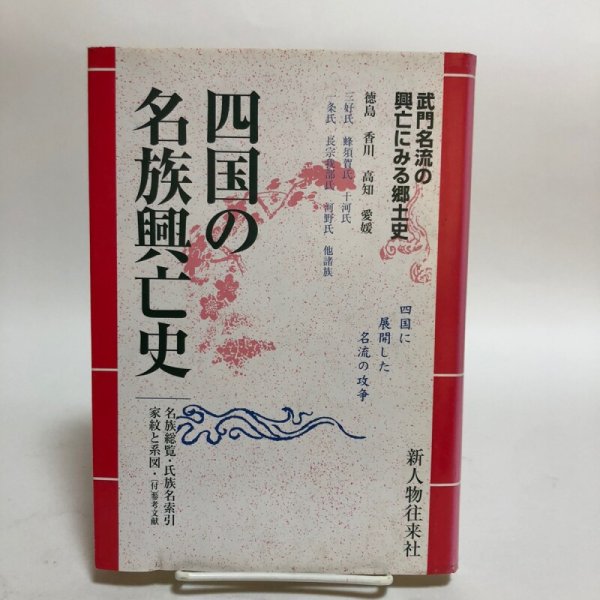 武門名流の
興亡にみる郷土史
徳島 香川 高知 愛媛
三好氏 蜂須賀氏 十河氏
一条氏 長宗我部氏 河野氏 他諸族
四国の
名族興亡史
四国に
展開した
名流の攻争
名族総覧・氏族名索引
家紋と系図・(付)参考文献
新人物往来社